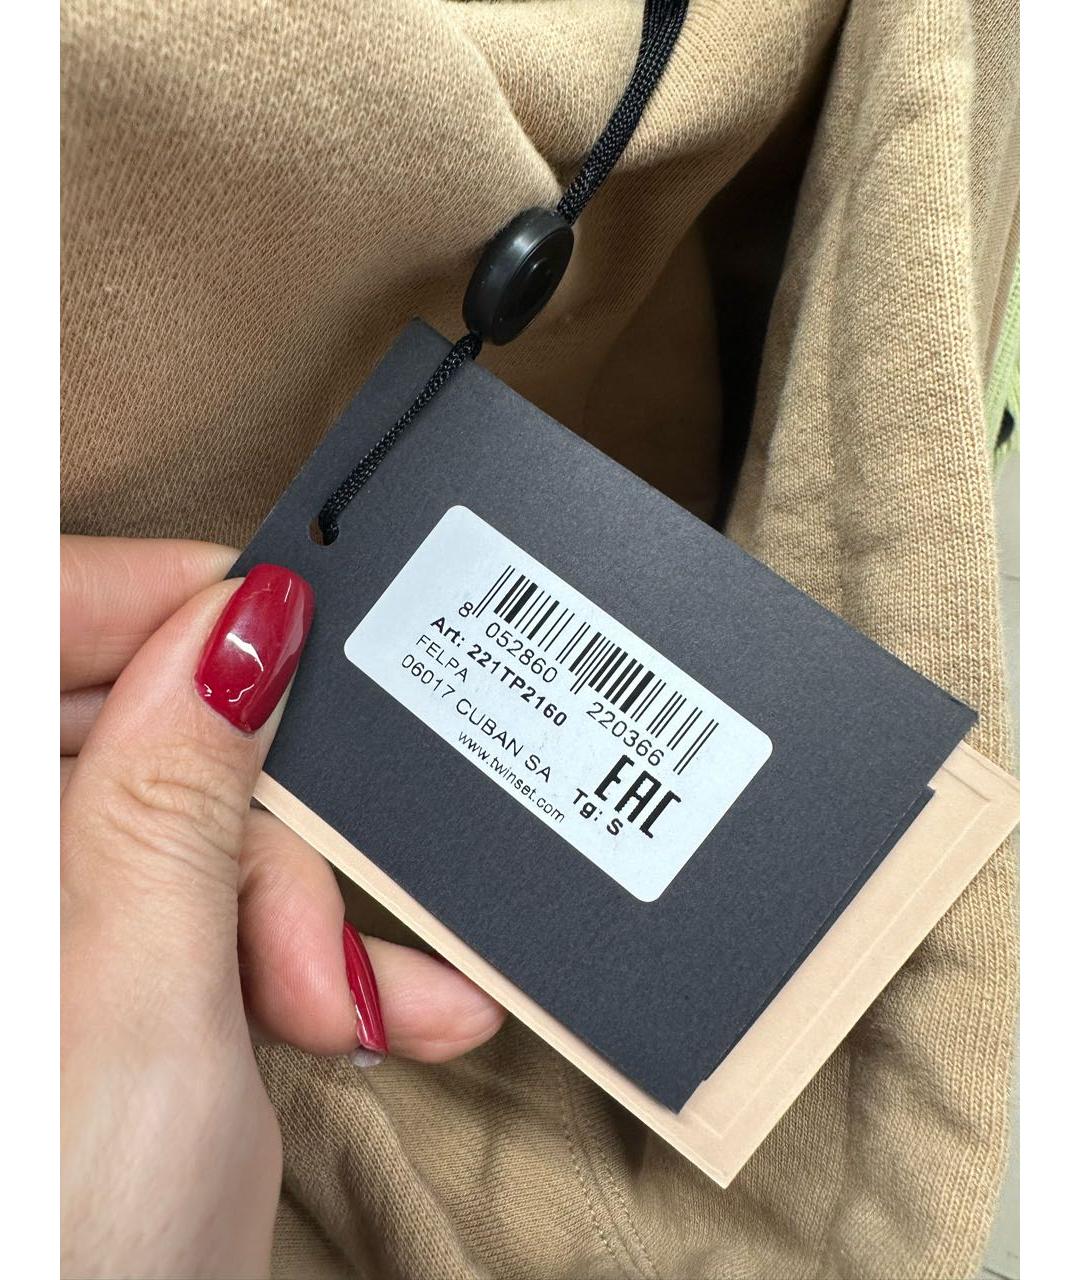 8 052860 220366
Art: 221TP2160
FELPA
06017 CUBAN SA
www.twinset.com
EAC
Tg: S